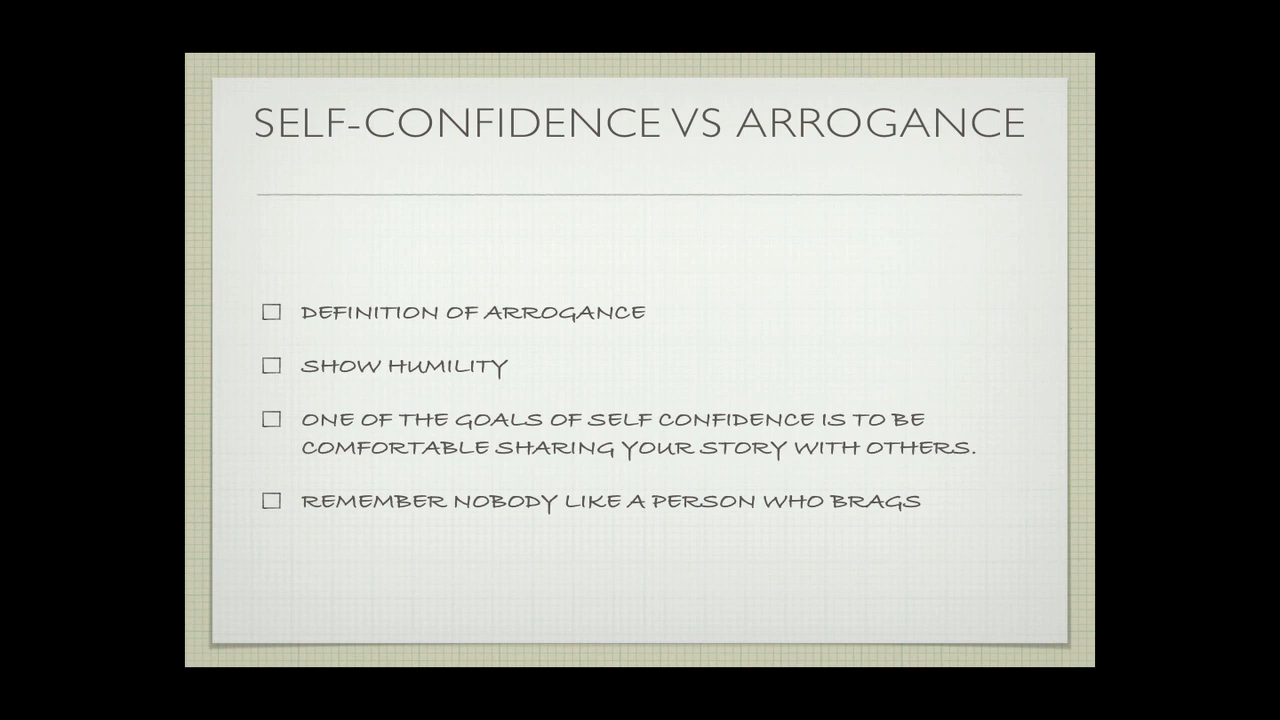 SELF-CONFIDENCE VS ARROGANCE
DEFINITION OF ARROGANCE
SHOW HUMILITY
ONE OF THE GOALS OF SELF CONFIDENCE IS TO BE
COMFORTABLE SHARING YOUR STORY WITH OTHERS.
REMEMBER NOBODY LIKE A PERSON WHO BRAGS